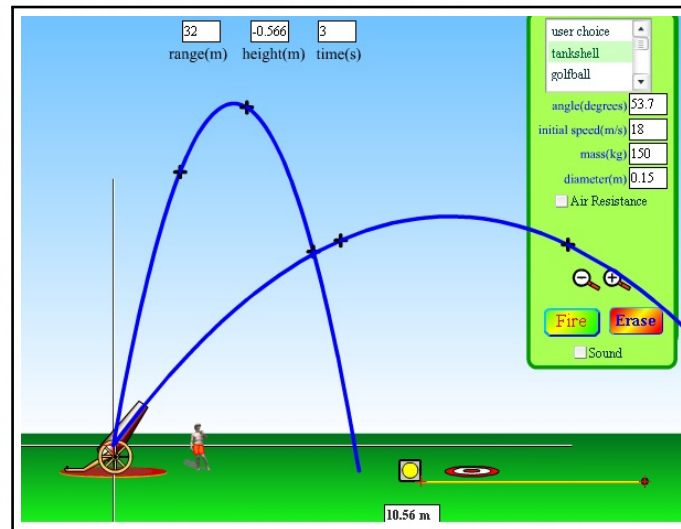 32 -0.566 3
range(m) height(m) time(s)
user choice
tankshell
golfball
angle(degrees) 53.7
initial speed(m/s) 18
mass(kg) 150
diameter(m) 0.15
Air Resistance
Fire Erase
Sound
10.56 m